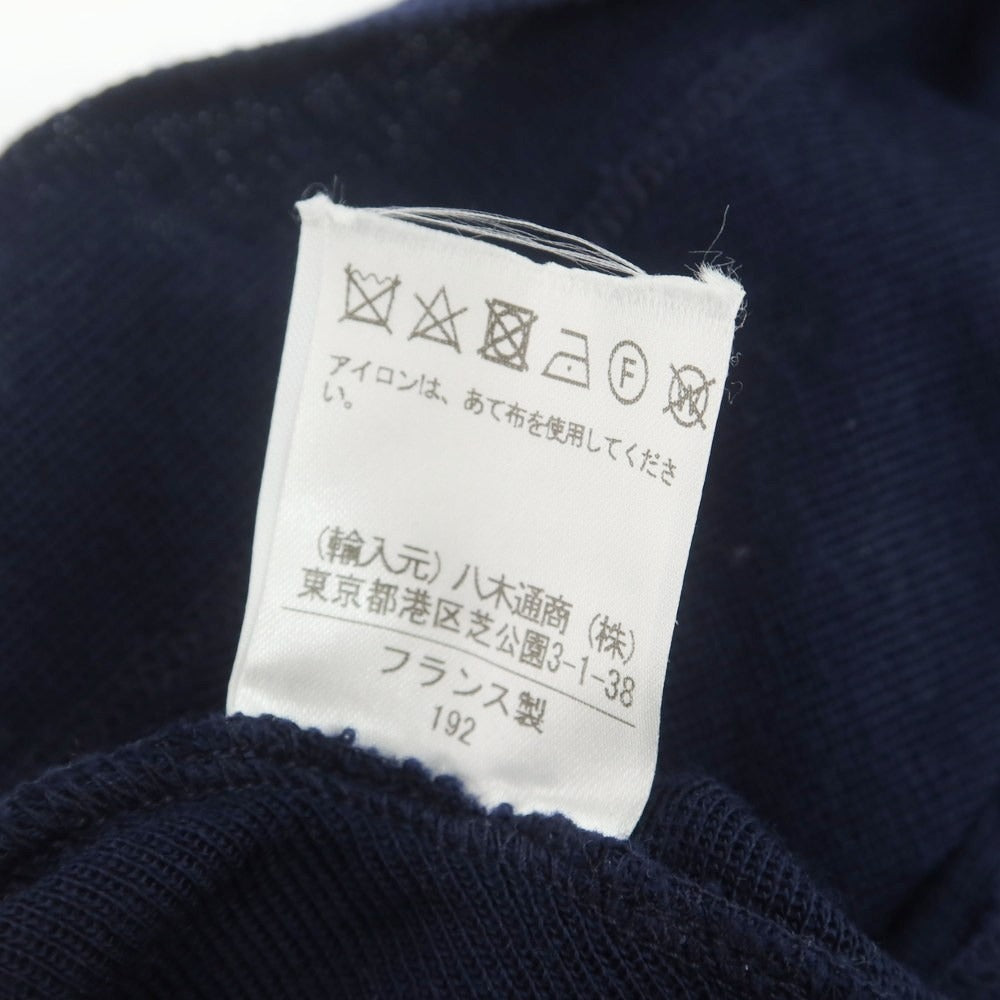 F
W
アイロンは、あて布を使用してくださ
い。
(輸入元) 八木通商 (株)
東京都港区芝公園3-1-38
フランス製
192